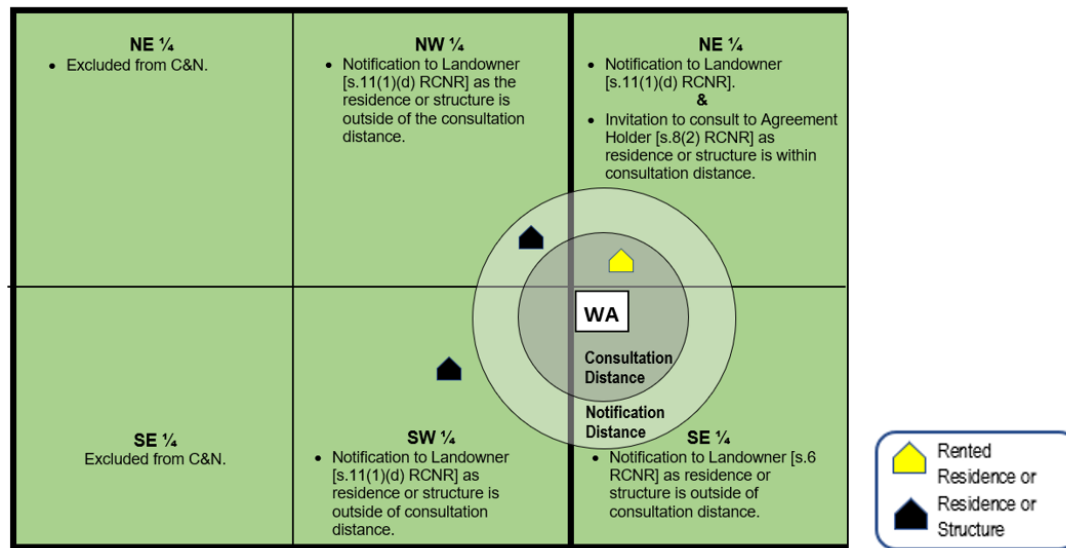 NE ¼
• Excluded from C&N.
NW ¼
• Notification to Landowner
[s.11(1)(d) RCNR] as the
residence or structure is
outside of the consultation
distance.
NE ¼
• Notification to Landowner
[s.11(1)(d) RCNR].
&
• Invitation to consult to Agreement
Holder [s.8(2) RCNR] as
residence or structure is within
consultation distance.
WA
Consultation
Distance
Notification
Distance
SE ¼
Excluded from C&N.
SW ¼
• Notification to Landowner
[s.11(1)(d) RCNR] as
residence or structure is
outside of consultation
distance.
SE ¼
• Notification to Landowner [s.6
RCNR] as residence or
structure is outside of
consultation distance.
Rented
Residence or
Residence or
Structure